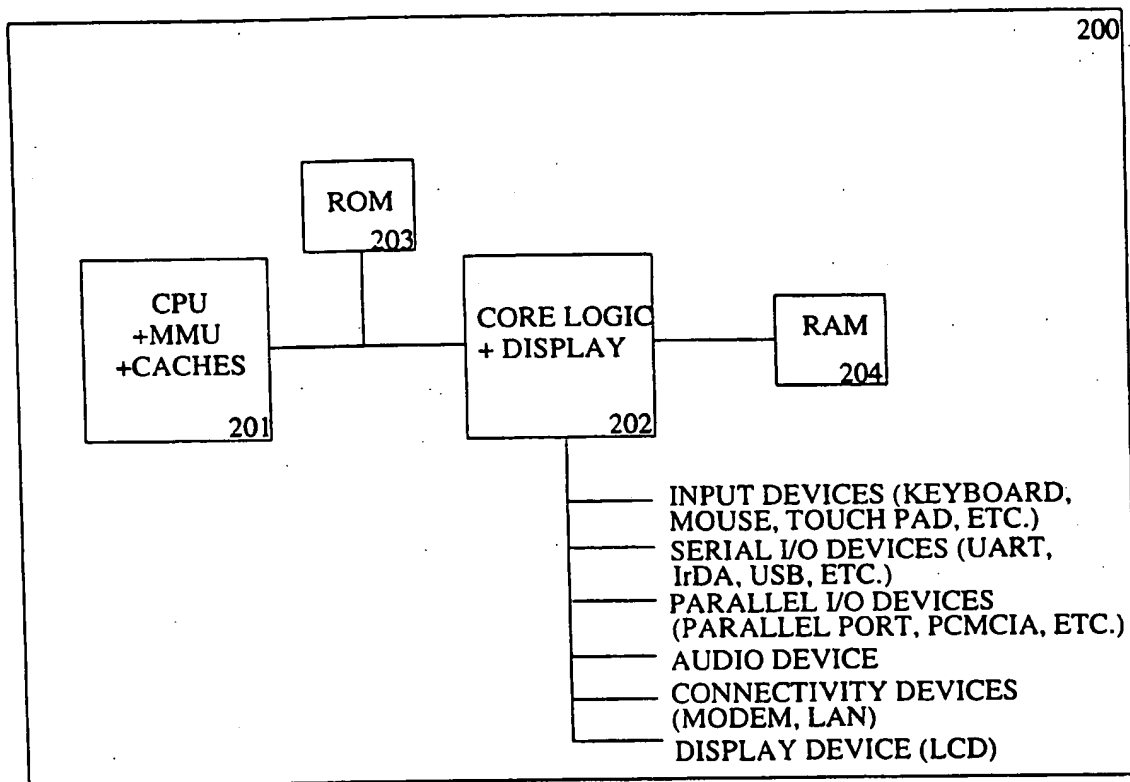 200
ROM
203
CPU
+MMU
+CACHES
201
CORE LOGIC
+ DISPLAY
202
RAM
204
INPUT DEVICES (KEYBOARD,
MOUSE, TOUCH PAD, ETC.)
SERIAL I/O DEVICES (UART,
IrDA, USB, ETC.)
PARALLEL I/O DEVICES
(PARALLEL PORT, PCMCIA, ETC.)
AUDIO DEVICE
CONNECTIVITY DEVICES
(MODEM, LAN)
DISPLAY DEVICE (LCD)